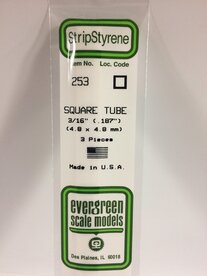 StripStyrene
Item No. Loc. Code
253
SQUARE TUBE
3/16" (.187")
(4.8 x 4.8 mm)
3 Pieces
Made in U.S.A.
evergreen
scale models
Des Plaines, IL 60018